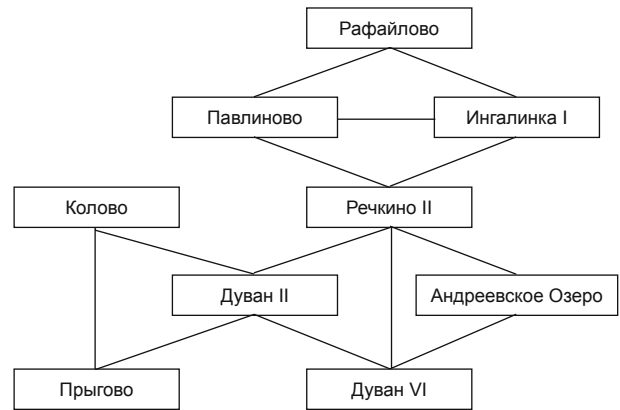 Рафайлово
Павлиново
Ингалинка I
Колово
Речкино II
Дуван II
Андреевское Озеро
Прыгово
Дуван VI